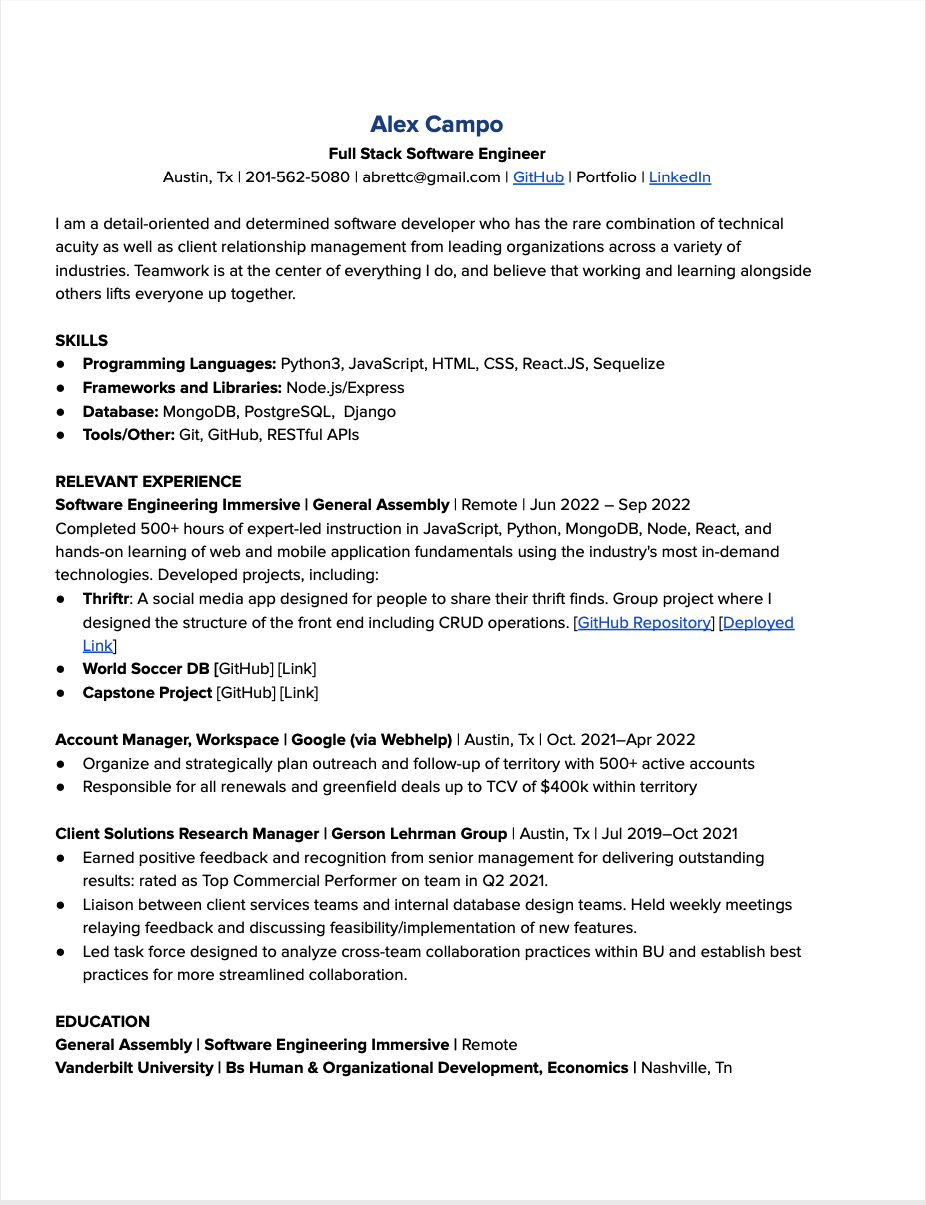 Alex Campo
Full Stack Software Engineer
Austin, Tx | 201-562-5080 | abrettc@gmail.com | GitHub | Portfolio | LinkedIn
I am a detail-oriented and determined software developer who has the rare combination of technical
acuity as well as client relationship management from leading organizations across a variety of
industries. Teamwork is at the center of everything I do, and believe that working and learning alongside
others lifts everyone up together.
SKILLS
● Programming Languages: Python3, JavaScript, HTML, CSS, React.JS, Sequelize
● Frameworks and Libraries: Node.js/Express
● Database: MongoDB, PostgreSQL,  Django
● Tools/Other: Git, GitHub, RESTful APIs
RELEVANT EXPERIENCE
Software Engineering Immersive | General Assembly | Remote | Jun 2022 – Sep 2022
Completed 500+ hours of expert-led instruction in JavaScript, Python, MongoDB, Node, React, and
hands-on learning of web and mobile application fundamentals using the industry's most in-demand
technologies. Developed projects, including:
● Thriftr: A social media app designed for people to share their thrift finds. Group project where I
designed the structure of the front end including CRUD operations. [GitHub Repository] [Deployed
Link]
● World Soccer DB [GitHub] [Link]
● Capstone Project [GitHub] [Link]
Account Manager, Workspace | Google (via Webhelp) | Austin, Tx | Oct. 2021–Apr 2022
● Organize and strategically plan outreach and follow-up of territory with 500+ active accounts
● Responsible for all renewals and greenfield deals up to TCV of $400k within territory
Client Solutions Research Manager | Gerson Lehrman Group | Austin, Tx | Jul 2019–Oct 2021
● Earned positive feedback and recognition from senior management for delivering outstanding
results: rated as Top Commercial Performer on team in Q2 2021.
● Liaison between client services teams and internal database design teams. Held weekly meetings
relaying feedback and discussing feasibility/implementation of new features.
● Led task force designed to analyze cross-team collaboration practices within BU and establish best
practices for more streamlined collaboration.
EDUCATION
General Assembly | Software Engineering Immersive | Remote
Vanderbilt University | Bs Human & Organizational Development, Economics | Nashville, Tn